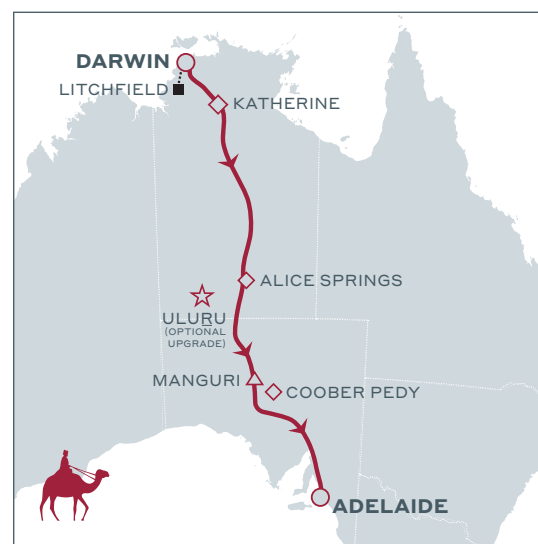 DARWIN
LITCHFIELD
KATHERINE
ALICE SPRINGS
ULURU
(OPTIONAL
UPGRADE)
MANGURI
COOBER PEDY
ADELAIDE